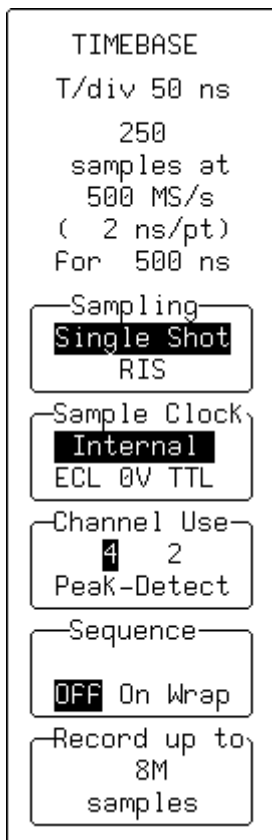 TIMEBASE
T/div 50 ns
250
samples at
500 MS/s
( 2 ns/pt)
For 500 ns
Sampling
Single Shot
RIS
Sample Clock
Internal
ECL 0V TTL
Channel Use
4 2
PeaK-Detect
Sequence
OFF On Wrap
Record up to
8M
samples